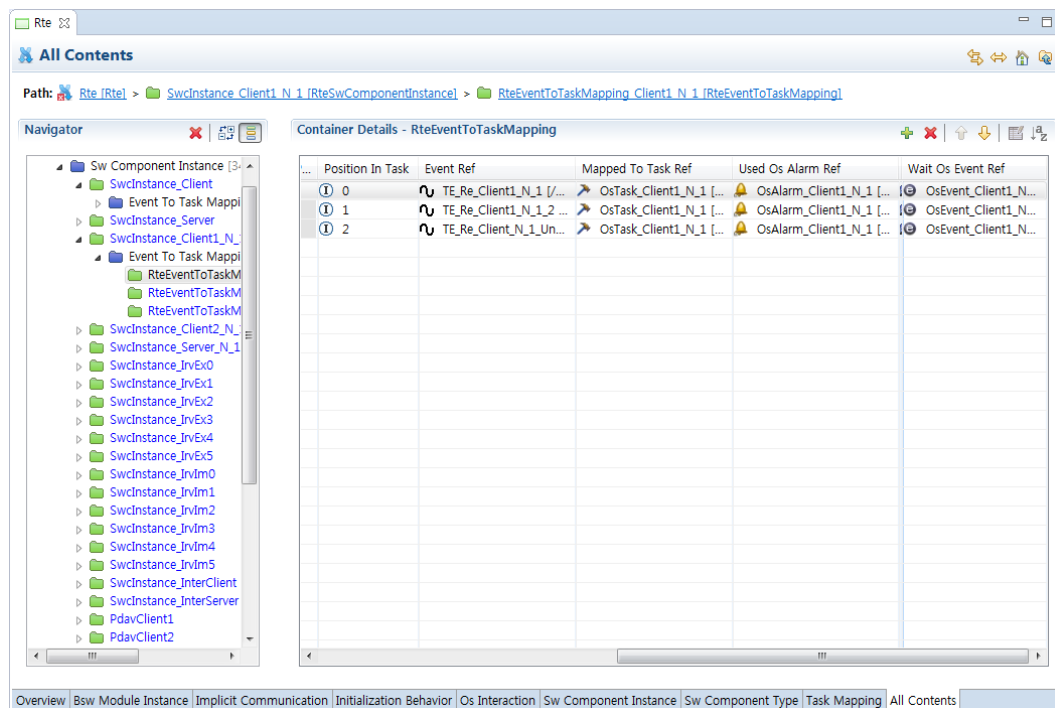 Rte
All Contents
Path: Rte [Rte] > SwcInstance_Client1_N_1 [RteSwComponentInstance] > RteEventToTaskMapping_Client1_N_1 [RteEventToTaskMapping]
Navigator
Sw Component Instance [3
SwcInstance_Client
Event To Task Mappi
SwcInstance_Server
SwcInstance_Client1_N_
Event To Task Mappi
RteEventToTaskM
RteEventToTaskM
RteEventToTaskM
SwcInstance_Client2_N_
SwcInstance_Server_N_1
SwcInstance_IrvEx0
SwcInstance_IrvEx1
SwcInstance_IrvEx2
SwcInstance_IrvEx3
SwcInstance_IrvEx4
SwcInstance_IrvEx5
SwcInstance_IrvIm0
SwcInstance_IrvIm1
SwcInstance_IrvIm2
SwcInstance_IrvIm3
SwcInstance_IrvIm4
SwcInstance_IrvIm5
SwcInstance_InterClient
SwcInstance_InterServer
PdavClient1
PdavClient2
Container Details - RteEventToTaskMapping
... Position In Task Event Ref Mapped To Task Ref Used Os Alarm Ref Wait Os Event Ref
0 TE_Re_Client1_N_1 [/... OsTask_Client1_N_1 [... OsAlarm_Client1_N_1 [... OsEvent_Client1_N...
1 TE_Re_Client1_N_1_2 ... OsTask_Client1_N_1 [... OsAlarm_Client1_N_1 [... OsEvent_Client1_N...
2 TE_Re_Client_N_1_Un... OsTask_Client1_N_1 [... OsAlarm_Client1_N_1 [... OsEvent_Client1_N...
Overview Bsw Module Instance Implicit Communication Initialization Behavior Os Interaction Sw Component Instance Sw Component Type Task Mapping All Contents